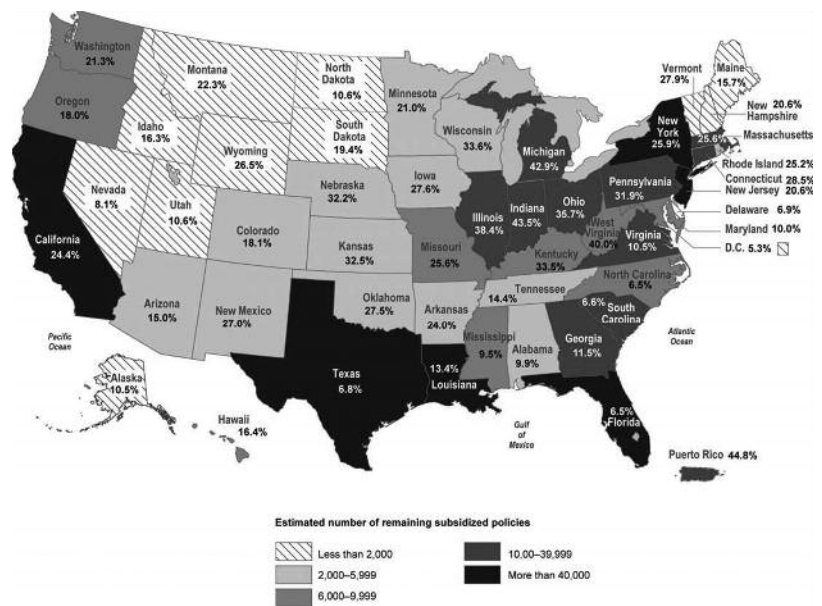 Washington
21.3%
Oregon
18.0%
California
24.4%
Nevada
8.1%
Idaho
16.3%
Montana
22.3%
Wyoming
26.5%
Utah
10.6%
Colorado
18.1%
Arizona
15.0%
New Mexico
27.0%
North
Dakota
10.6%
South
Dakota
19.4%
Nebraska
32.2%
Kansas
32.5%
Oklahoma
27.5%
Texas
6.8%
Minnesota
21.0%
Iowa
27.6%
Missouri
25.6%
Arkansas
24.0%
13.4%
Louisiana
Wisconsin
33.6%
Illinois
38.4%
Michigan
42.9%
Indiana
43.5%
Ohio
35.7%
Kentucky
33.5%
Tennessee
14.4%
Mississippi
9.5%
Alabama
9.9%
Georgia
11.5%
6.5%
Florida
6.6%
South
Carolina
North Carolina
6.5%
Virginia
10.5%
West
Virginia
40.0%
Pennsylvania
31.9%
New
York
25.9%
Vermont
27.9%
Maine
15.7%
New 20.6%
Hampshire
Massachusetts
25.6%
Rhode Island 25.2%
Connecticut 28.5%
New Jersey 20.6%
Delaware 6.9%
Maryland 10.0%
D.C. 5.3%
Alaska
10.5%
Hawaii
16.4%
Puerto Rico 44.8%
Pacific
Ocean
Atlantic
Ocean
Gulf
of
Mexico
Estimated number of remaining subsidized policies
Less than 2,000
2,000–5,999
6,000–9,999
10,00–39,999
More than 40,000